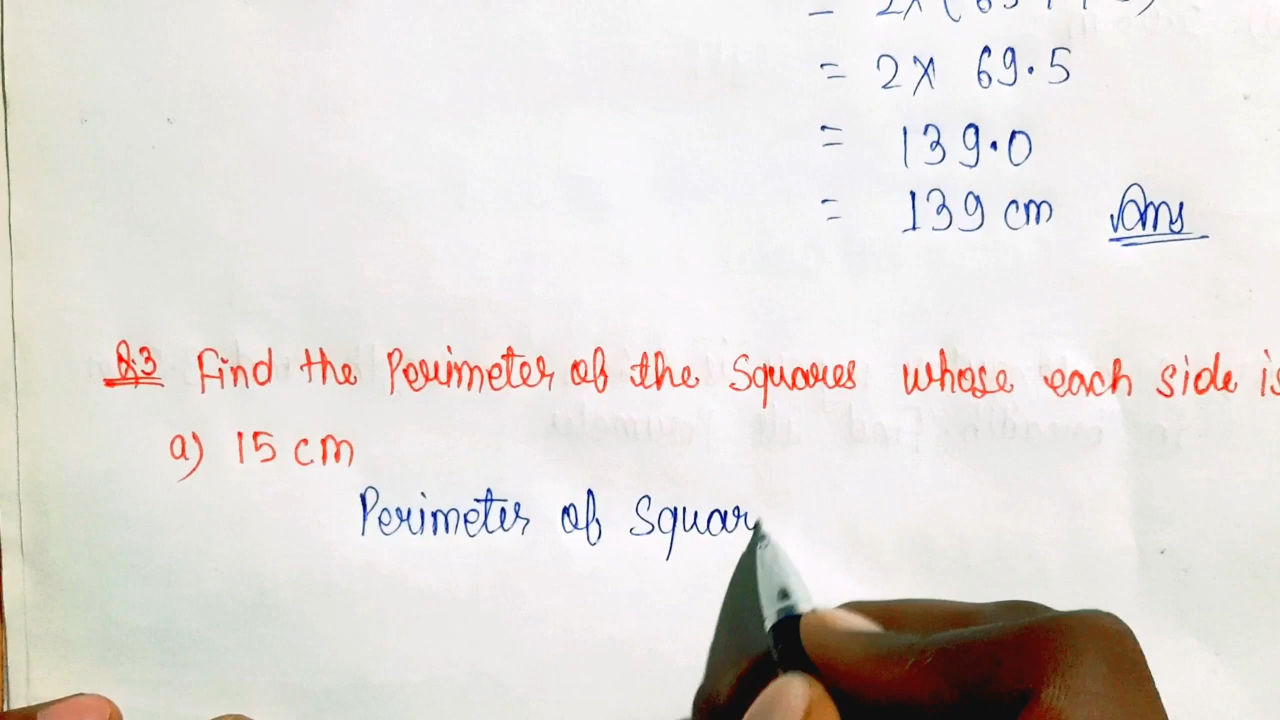 = 2 x 69.5
= 139.0
= 139 cm Ans
Q.3 Find the Perimeter of the Squares whose each side is
a) 15 cm
Perimeter of Squar